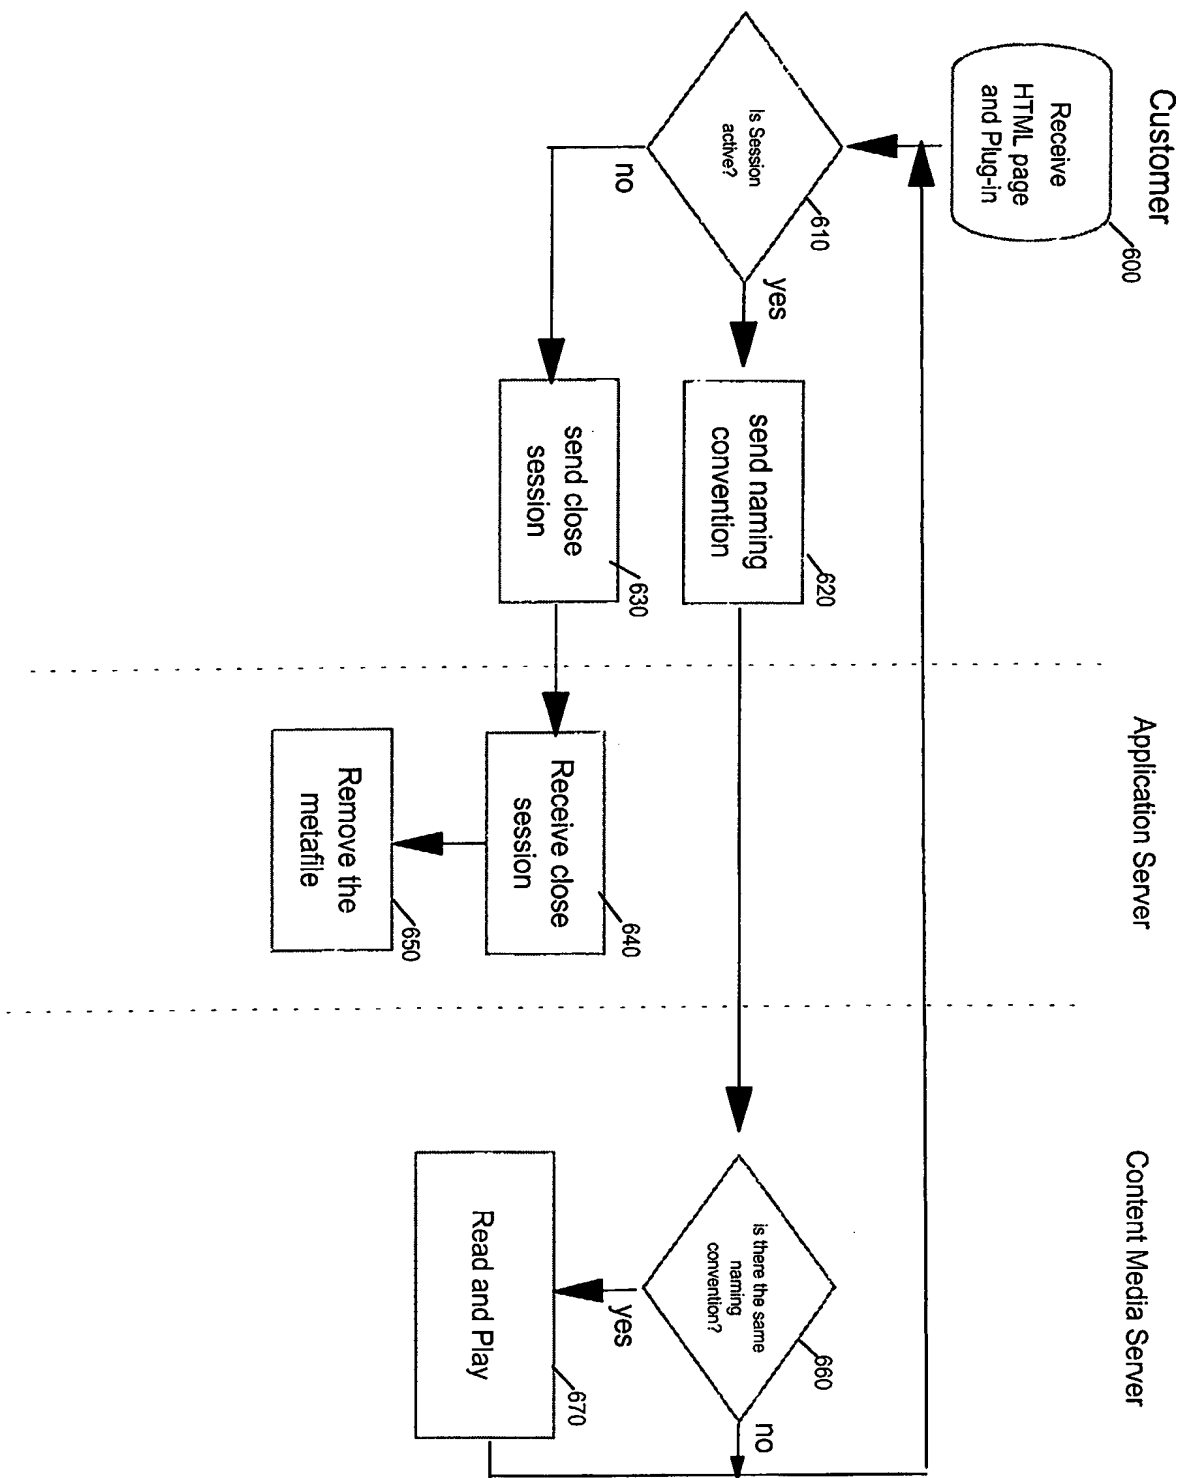 Customer
Application Server
Content Media Server
Receive
HTML page
and Plug-in
600
Is Session
active?
610
yes
no
send naming
convention
620
send close
session
630
Receive close
session
640
Remove the
metafile
650
is there the same
naming
convention?
660
no
yes
Read and Play
670